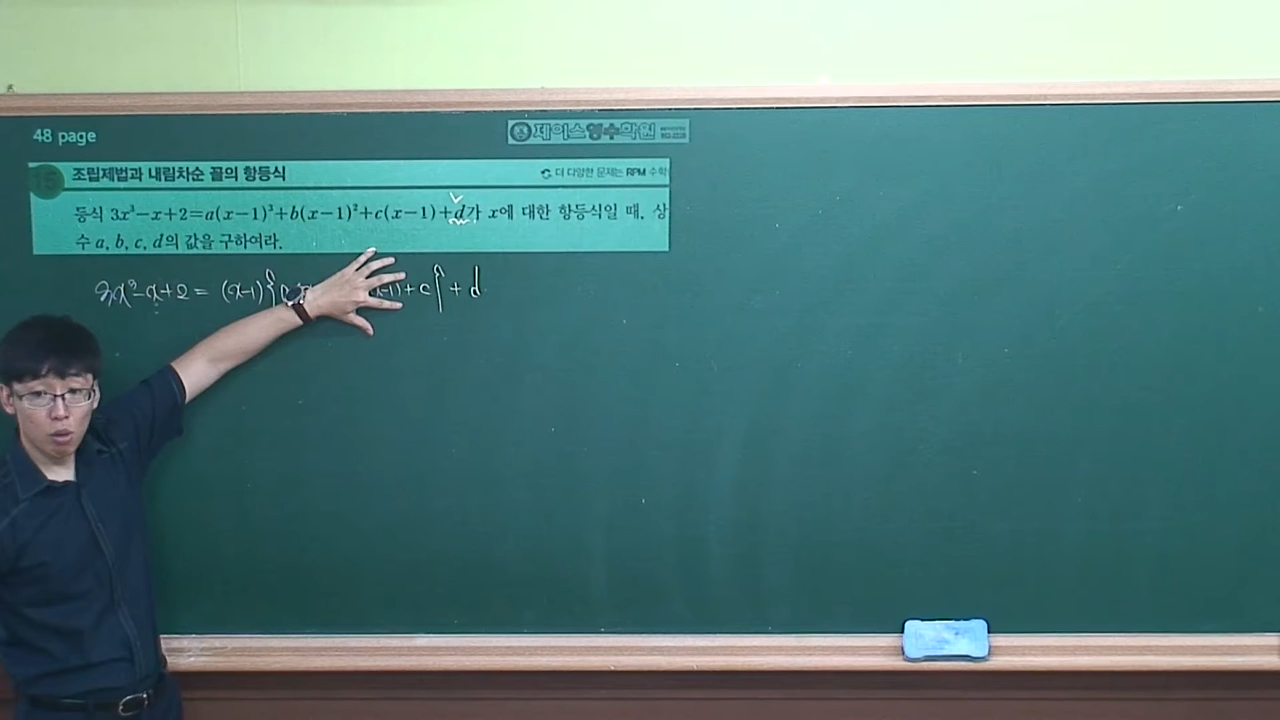 48 page
제이스영수학원
15 조립제법과 내림차순 꼴의 항등식
더 다양한 문제는 RPM 수학
등식 3x³-x+2=a(x-1)³+b(x-1)²+c(x-1)+d가 x에 대한 항등식일 때, 상
수 a, b, c, d의 값을 구하여라.
3x³-x+2= (x-1){ x-1)+c}+d